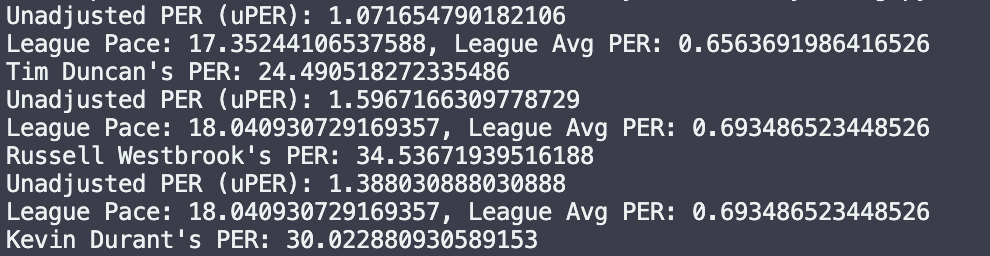 Unadjusted PER (uPER): 1.071654790182106
League Pace: 17.35244106537588, League Avg PER: 0.6563691986416526
Tim Duncan's PER: 24.490518272335486
Unadjusted PER (uPER): 1.5967166309778729
League Pace: 18.040930729169357, League Avg PER: 0.693486523448526
Russell Westbrook's PER: 34.53671939516188
Unadjusted PER (uPER): 1.388030888030888
League Pace: 18.040930729169357, League Avg PER: 0.693486523448526
Kevin Durant's PER: 30.022880930589153